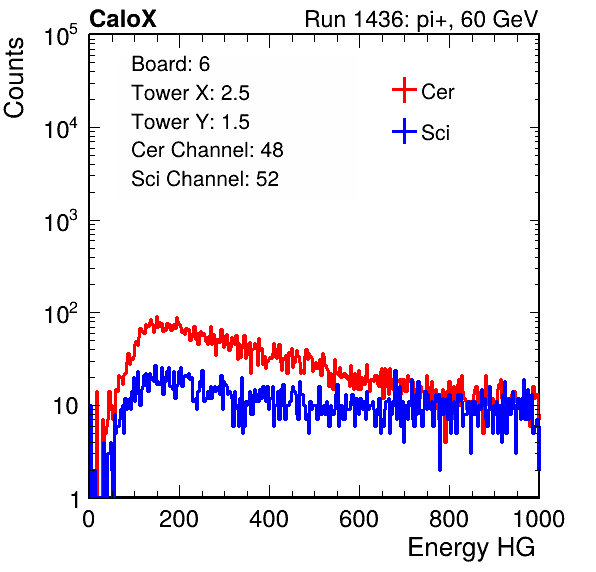 CaloX Run 1436: pi+, 60 GeV
Counts
Board: 6
Tower X: 2.5
Tower Y: 1.5
Cer Channel: 48
Sci Channel: 52
Cer
Sci
10^5
10^4
10^3
10^2
10
1
0 200 400 600 800 1000
Energy HG